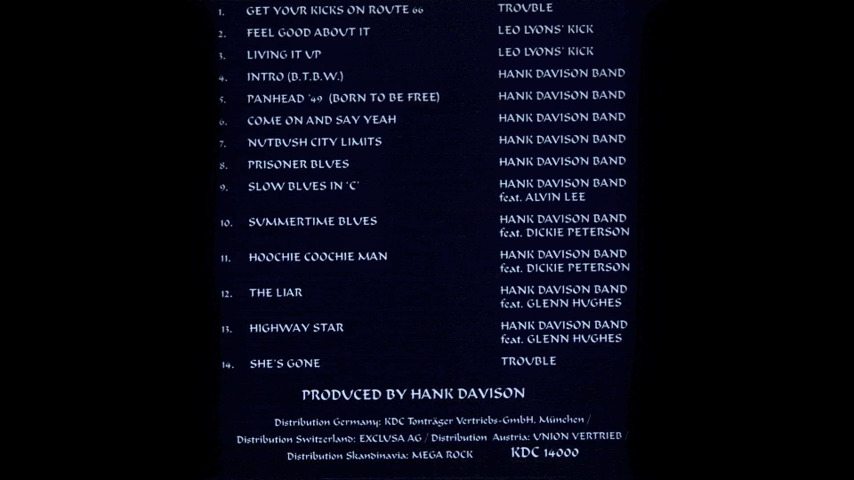 1. GET YOUR KICKS ON ROUTE 66 TROUBLE
2. FEEL GOOD ABOUT IT LEO LYONS' KICK
3. LIVING IT UP LEO LYONS' KICK
4. INTRO (B.T.B.W.) HANK DAVISON BAND
5. PANHEAD '49 (BORN TO BE FREE) HANK DAVISON BAND
6. COME ON AND SAY YEAH HANK DAVISON BAND
7. NUTBUSH CITY LIMITS HANK DAVISON BAND
8. PRISONER BLUES HANK DAVISON BAND
9. SLOW BLUES IN 'C' HANK DAVISON BAND
feat. ALVIN LEE
10. SUMMERTIME BLUES HANK DAVISON BAND
feat. DICKIE PETERSON
11. HOOCHIE COOCHIE MAN HANK DAVISON BAND
feat. DICKIE PETERSON
12. THE LIAR HANK DAVISON BAND
feat. GLENN HUGHES
13. HIGHWAY STAR HANK DAVISON BAND
feat. GLENN HUGHES
14. SHE'S GONE TROUBLE
PRODUCED BY HANK DAVISON
Distribution Germany: KDC Tonträger Vertriebs-GmbH, München /
Distribution Switzerland: EXCLUSA AG / Distribution Austria: UNION VERTRIEB /
Distribution Skandinavia: MEGA ROCK KDC 14000